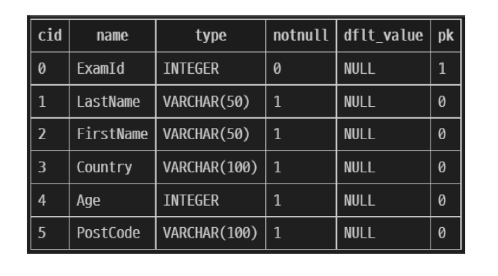 cid name type notnull dflt_value pk
0 ExamId INTEGER 0 NULL 1
1 LastName VARCHAR(50) 1 NULL 0
2 FirstName VARCHAR(50) 1 NULL 0
3 Country VARCHAR(100) 1 NULL 0
4 Age INTEGER 1 NULL 0
5 PostCode VARCHAR(100) 1 NULL 0